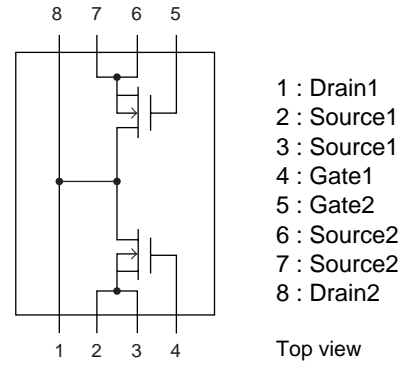 8 7 6 5
1 : Drain1
2 : Source1
3 : Source1
4 : Gate1
5 : Gate2
6 : Source2
7 : Source2
8 : Drain2
1 2 3 4
Top view